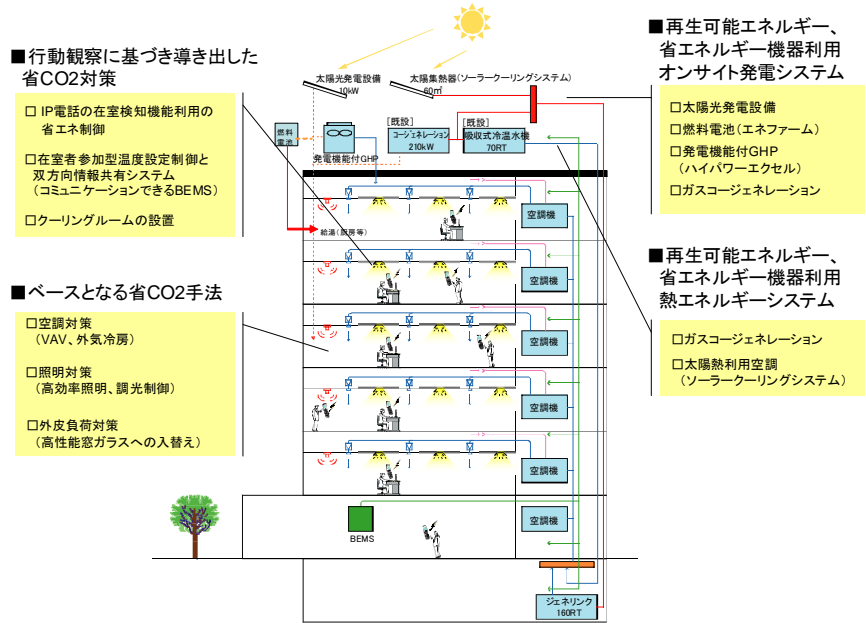 ■行動観察に基づき導き出した
省CO2対策
□ IP電話の在室検知機能利用の
省エネ制御
□在室者参加型温度設定制御と
双方向情報共有システム
(コミュニケーションできるBEMS)
□クーリングルームの設置
■ベースとなる省CO2手法
□空調対策
(VAV、外気冷房)
□照明対策
(高効率照明、調光制御)
□外皮負荷対策
(高性能窓ガラスへの入替え)
太陽光発電設備
10kW
太陽集熱器(ソーラークーリングシステム)
60㎡
燃料
電池
発電機能付GHP
[既設]
コージェネレーション
210kW
[既設]
吸収式冷温水機
70RT
給湯(厨房等)
空調機
空調機
空調機
空調機
空調機
空調機
BEMS
ジェネリンク
160RT
■再生可能エネルギー、
省エネルギー機器利用
オンサイト発電システム
□太陽光発電設備
□燃料電池(エネファーム)
□発電機能付GHP
(ハイパワーエクセル)
□ガスコージェネレーション
■再生可能エネルギー、
省エネルギー機器利用
熱エネルギーシステム
□ガスコージェネレーション
□太陽熱利用空調
(ソーラークーリングシステム)